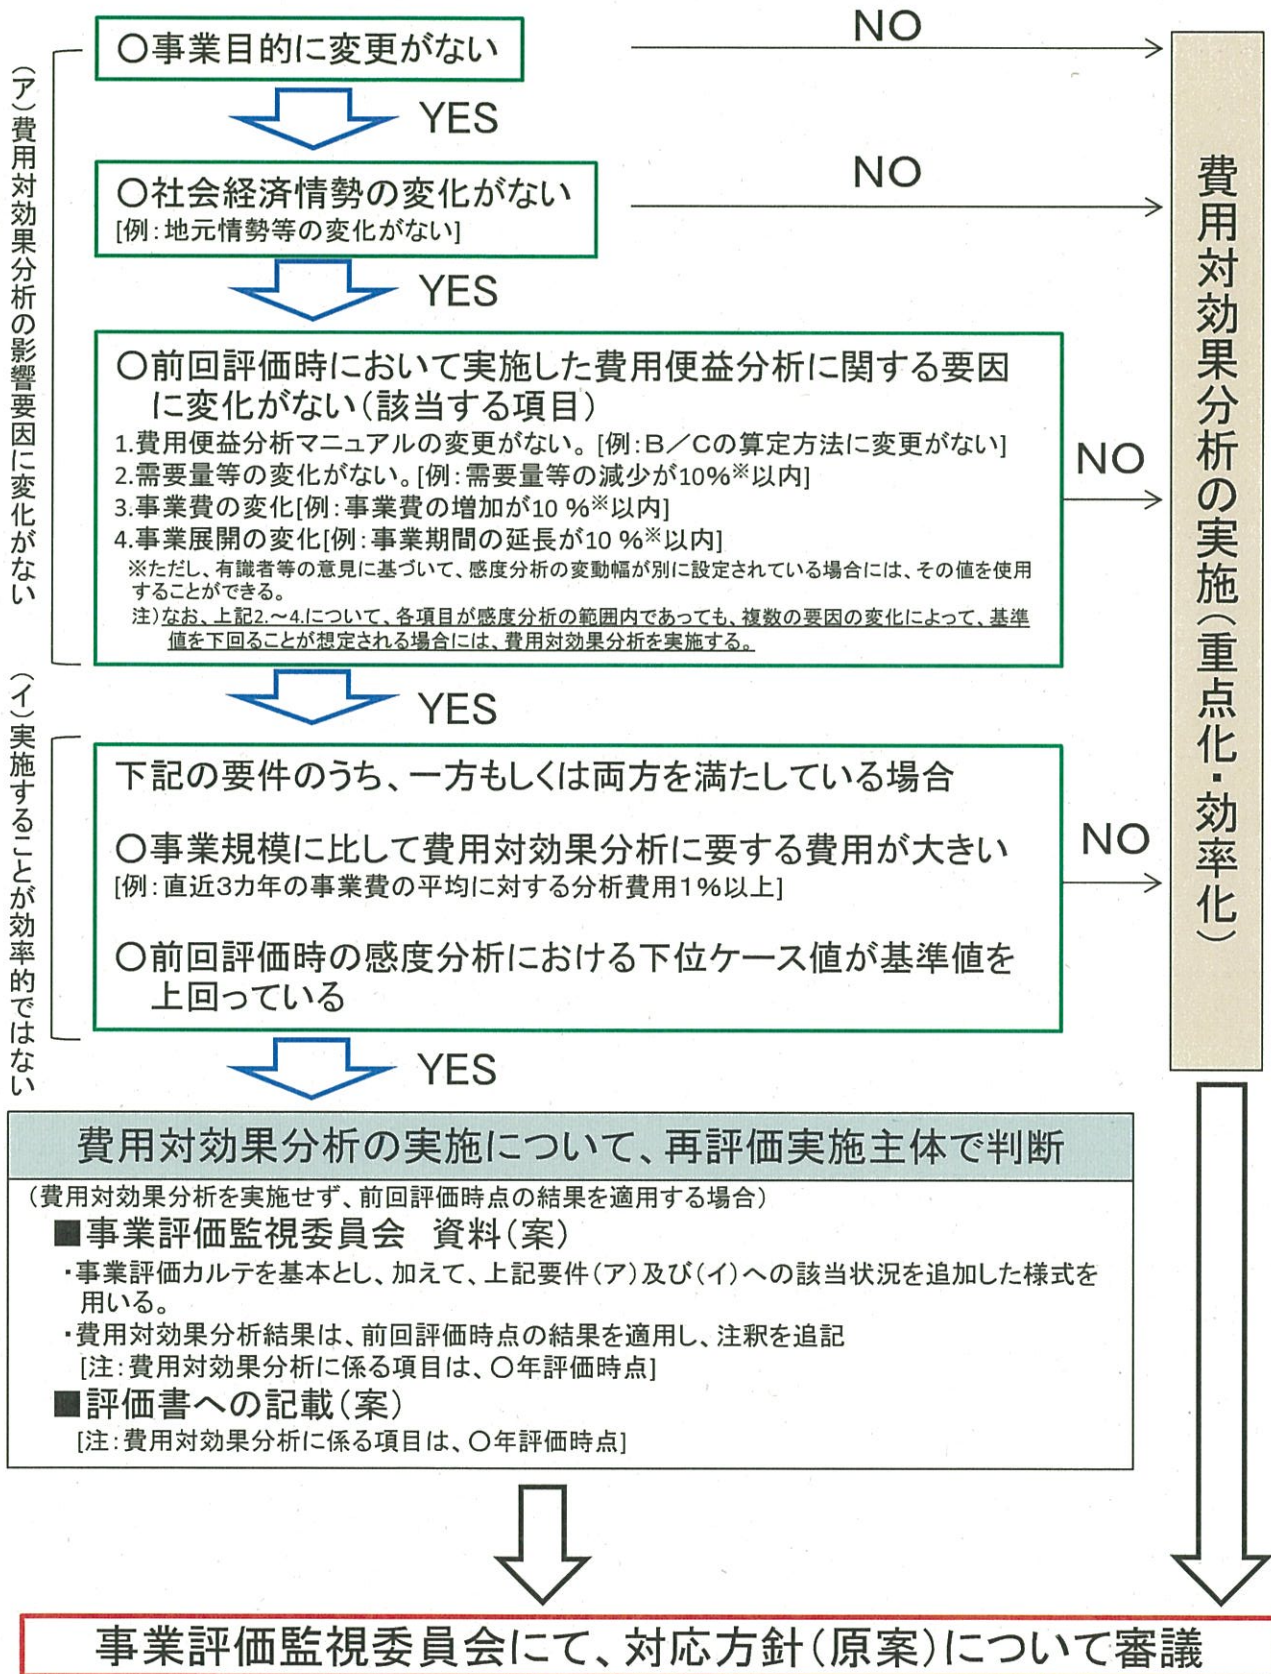 (ア)費用対効果分析の影響要因に変化がない
○事業目的に変更がない
NO
YES
○社会経済情勢の変化がない
[例:地元情勢等の変化がない]
NO
YES
○前回評価時において実施した費用便益分析に関する要因
に変化がない(該当する項目)
1.費用便益分析マニュアルの変更がない。[例:B/Cの算定方法に変更がない]
2.需要量等の変化がない。[例:需要量等の減少が10%※以内]
3.事業費の変化[例:事業費の増加が10 %※以内]
4.事業展開の変化[例:事業期間の延長が10 %※以内]
※ただし、有識者等の意見に基づいて、感度分析の変動幅が別に設定されている場合には、その値を使用
することができる。
注)なお、上記2.~4.について、各項目が感度分析の範囲内であっても、複数の要因の変化によって、基準
値を下回ることが想定される場合には、費用対効果分析を実施する。
NO
YES
(イ)実施することが効率的ではない
下記の要件のうち、一方もしくは両方を満たしている場合
○事業規模に比して費用対効果分析に要する費用が大きい
[例:直近3カ年の事業費の平均に対する分析費用1%以上]
○前回評価時の感度分析における下位ケース値が基準値を
上回っている
NO
YES
費用対効果分析の実施(重点化・効率化)
費用対効果分析の実施について、再評価実施主体で判断
(費用対効果分析を実施せず、前回評価時点の結果を適用する場合)
■事業評価監視委員会 資料(案)
・事業評価カルテを基本とし、加えて、上記要件(ア)及び(イ)への該当状況を追加した様式を
用いる。
・費用対効果分析結果は、前回評価時点の結果を適用し、注釈を追記
[注:費用対効果分析に係る項目は、○年評価時点]
■評価書への記載(案)
[注:費用対効果分析に係る項目は、○年評価時点]
事業評価監視委員会にて、対応方針(原案)について審議